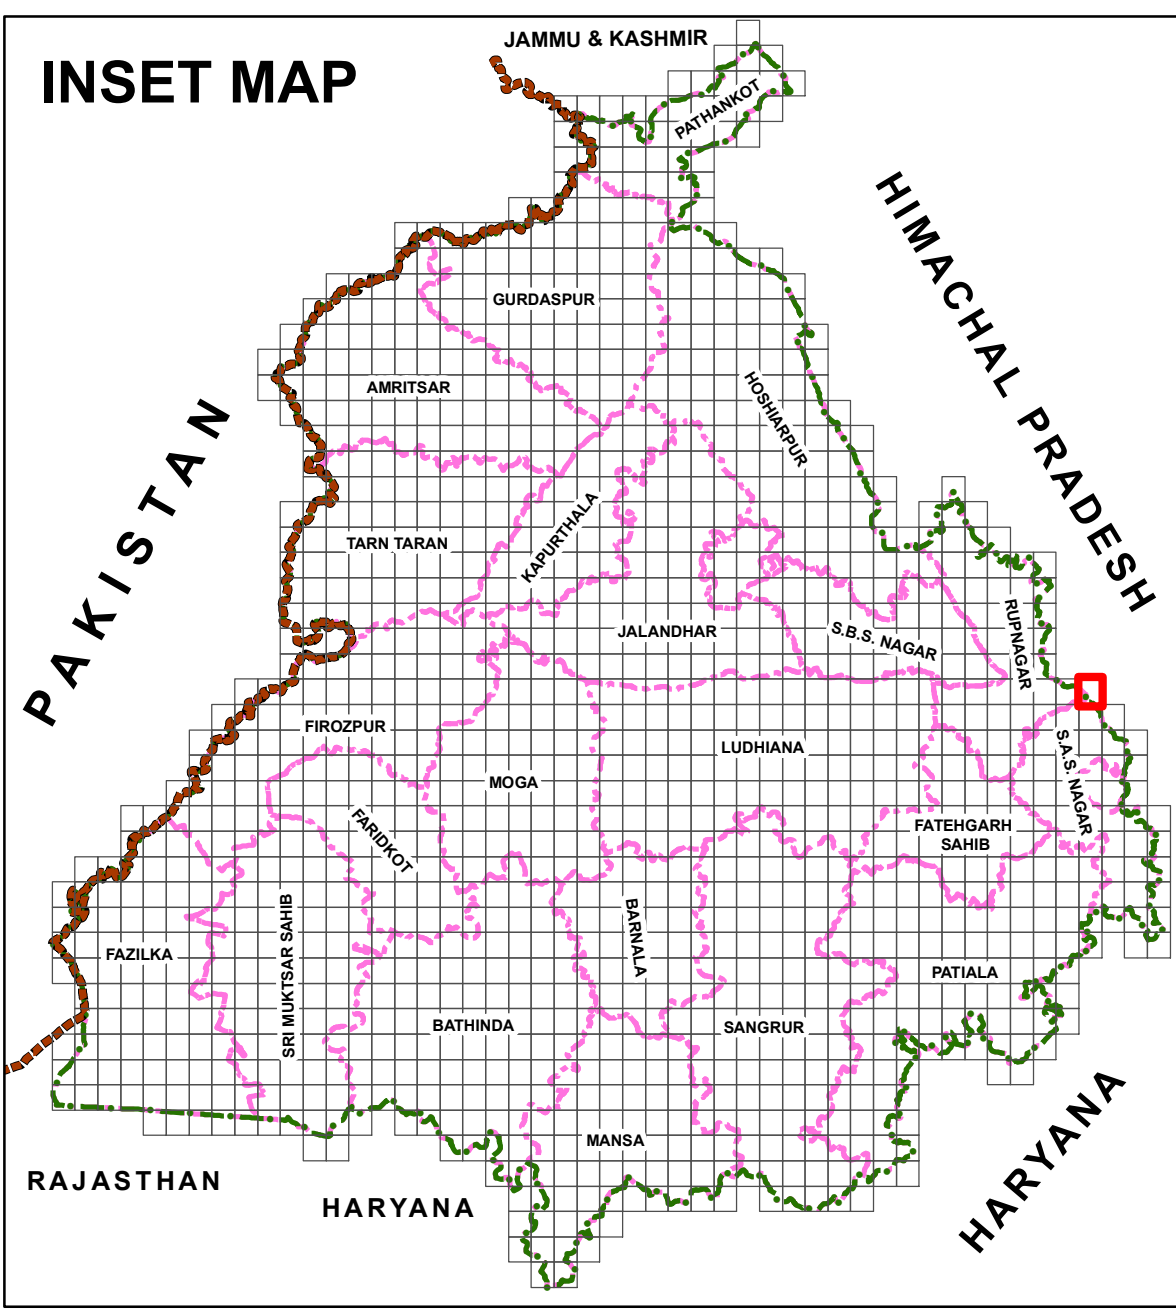 JAMMU & KASHMIR
INSET MAP
PATHANKOT
HIMACHAL PRADESH
GURDASPUR
AMRITSAR
HOSHIARPUR
PAKISTAN
KAPURTHALA
TARN TARAN
JALANDHAR
S.B.S. NAGAR
RUPNAGAR
FIROZPUR
LUDHIANA
S.A.S. NAGAR
MOGA
FARIDKOT
FATEHGARH
SAHIB
SRI MUKTSAR SAHIB
BARNALA
FAZILKA
PATIALA
BATHINDA
SANGRUR
MANSA
RAJASTHAN
HARYANA
HARYANA